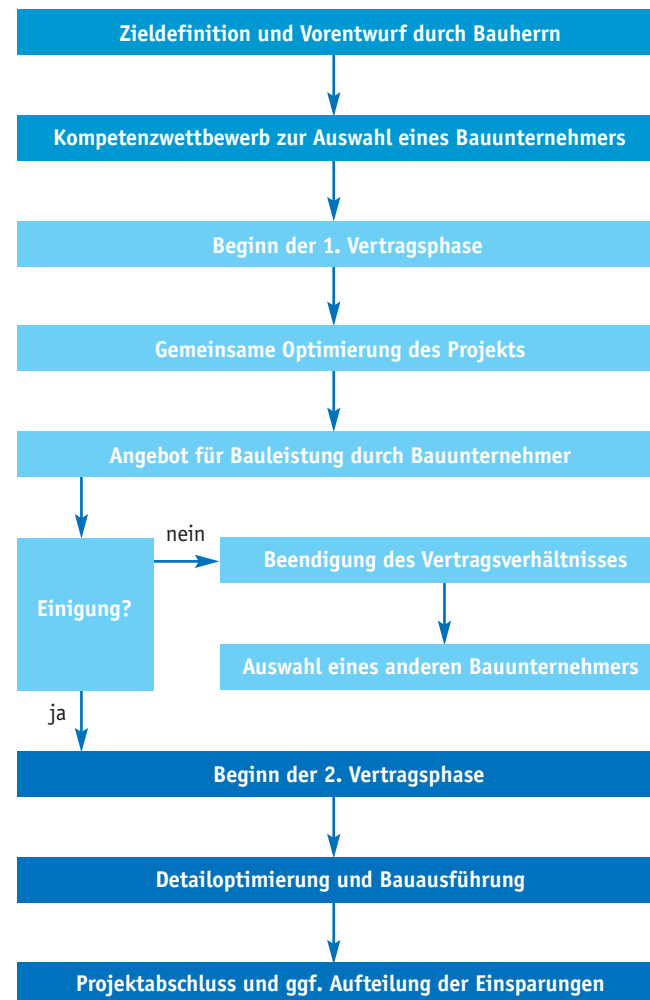 Zieldefinition und Vorentwurf durch Bauherrn
Kompetenzwettbewerb zur Auswahl eines Bauunternehmers
Beginn der 1. Vertragsphase
Gemeinsame Optimierung des Projekts
Angebot für Bauleistung durch Bauunternehmer
nein
Beendigung des Vertragsverhältnisses
Einigung?
Auswahl eines anderen Bauunternehmers
ja
Beginn der 2. Vertragsphase
Detailoptimierung und Bauausführung
Projektabschluss und ggf. Aufteilung der Einsparungen